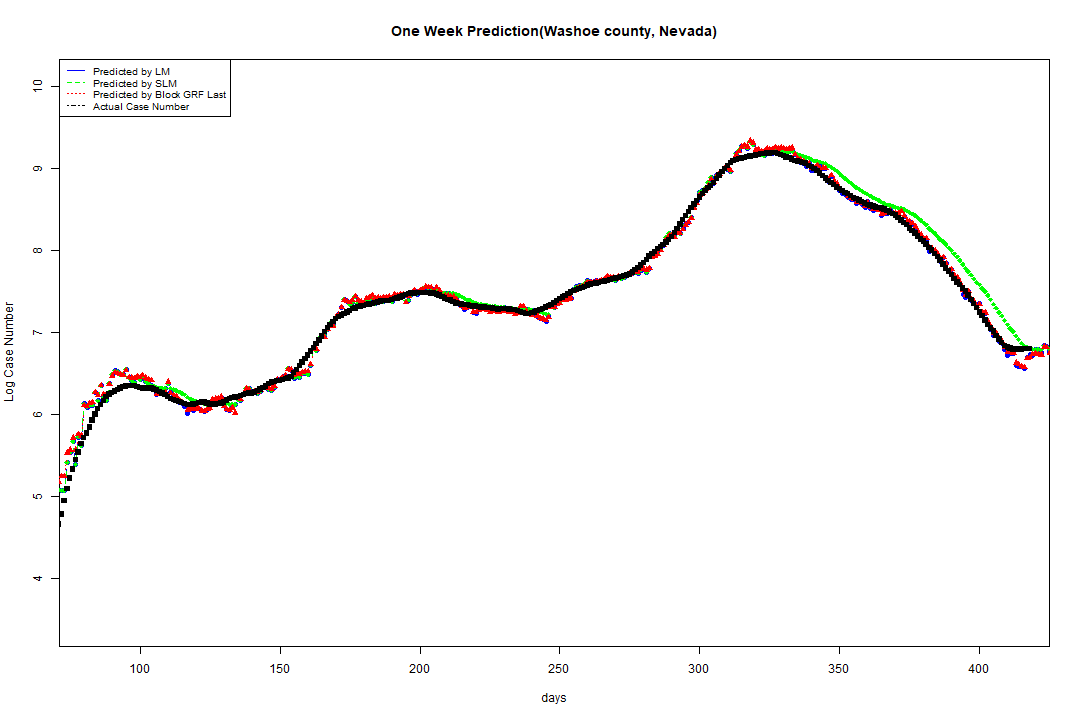 One Week Prediction(Washoe county, Nevada)
Predicted by LM
Predicted by SLM
Predicted by Block GRF Last
Actual Case Number
10
9
8
7
6
5
4
Log Case Number
100 150 200 250 300 350 400
days